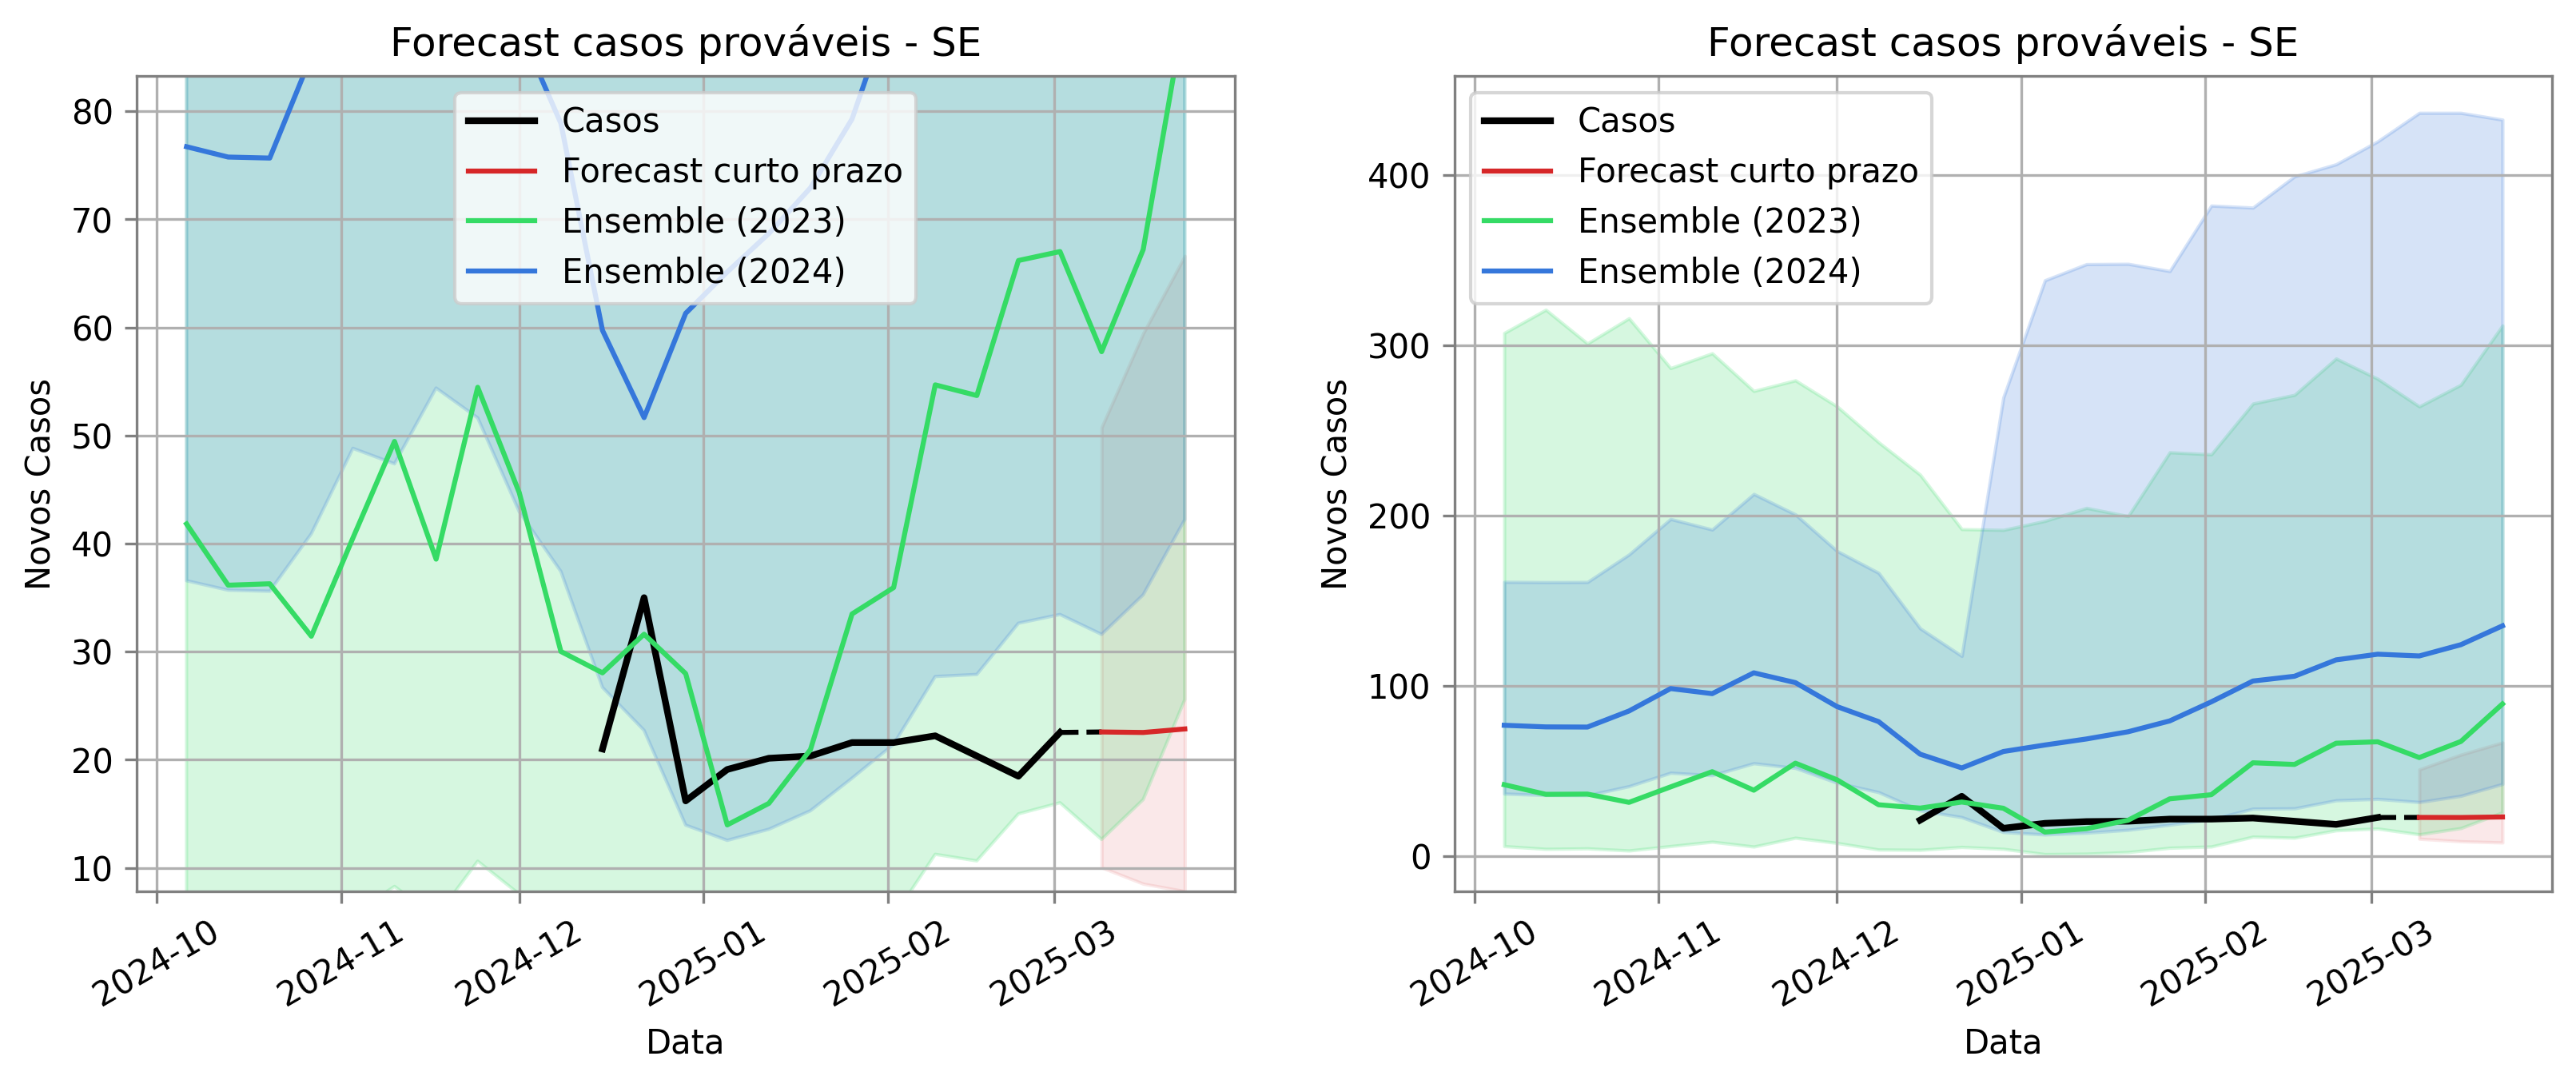 Forecast casos prováveis - SE
Novos Casos
80
70
60
50
40
30
20
10
Casos
Forecast curto prazo
Ensemble (2023)
Ensemble (2024)
2024-10
2024-11
2024-12
2025-01
2025-02
2025-03
Data
Forecast casos prováveis - SE
Novos Casos
400
300
200
100
0
Casos
Forecast curto prazo
Ensemble (2023)
Ensemble (2024)
2024-10
2024-11
2024-12
2025-01
2025-02
2025-03
Data